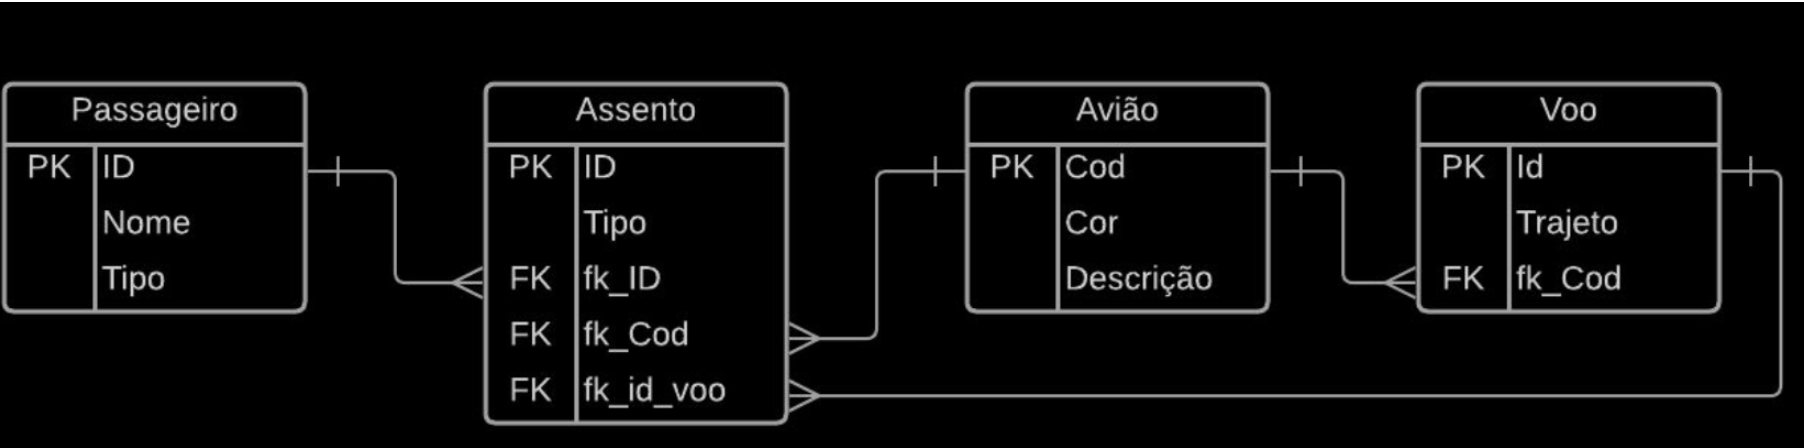 Passageiro
PK ID
Nome
Tipo
Assento
PK ID
Tipo
FK fk_ID
FK fk_Cod
FK fk_id_voo
Avião
PK Cod
Cor
Descrição
Voo
PK Id
Trajeto
FK fk_Cod